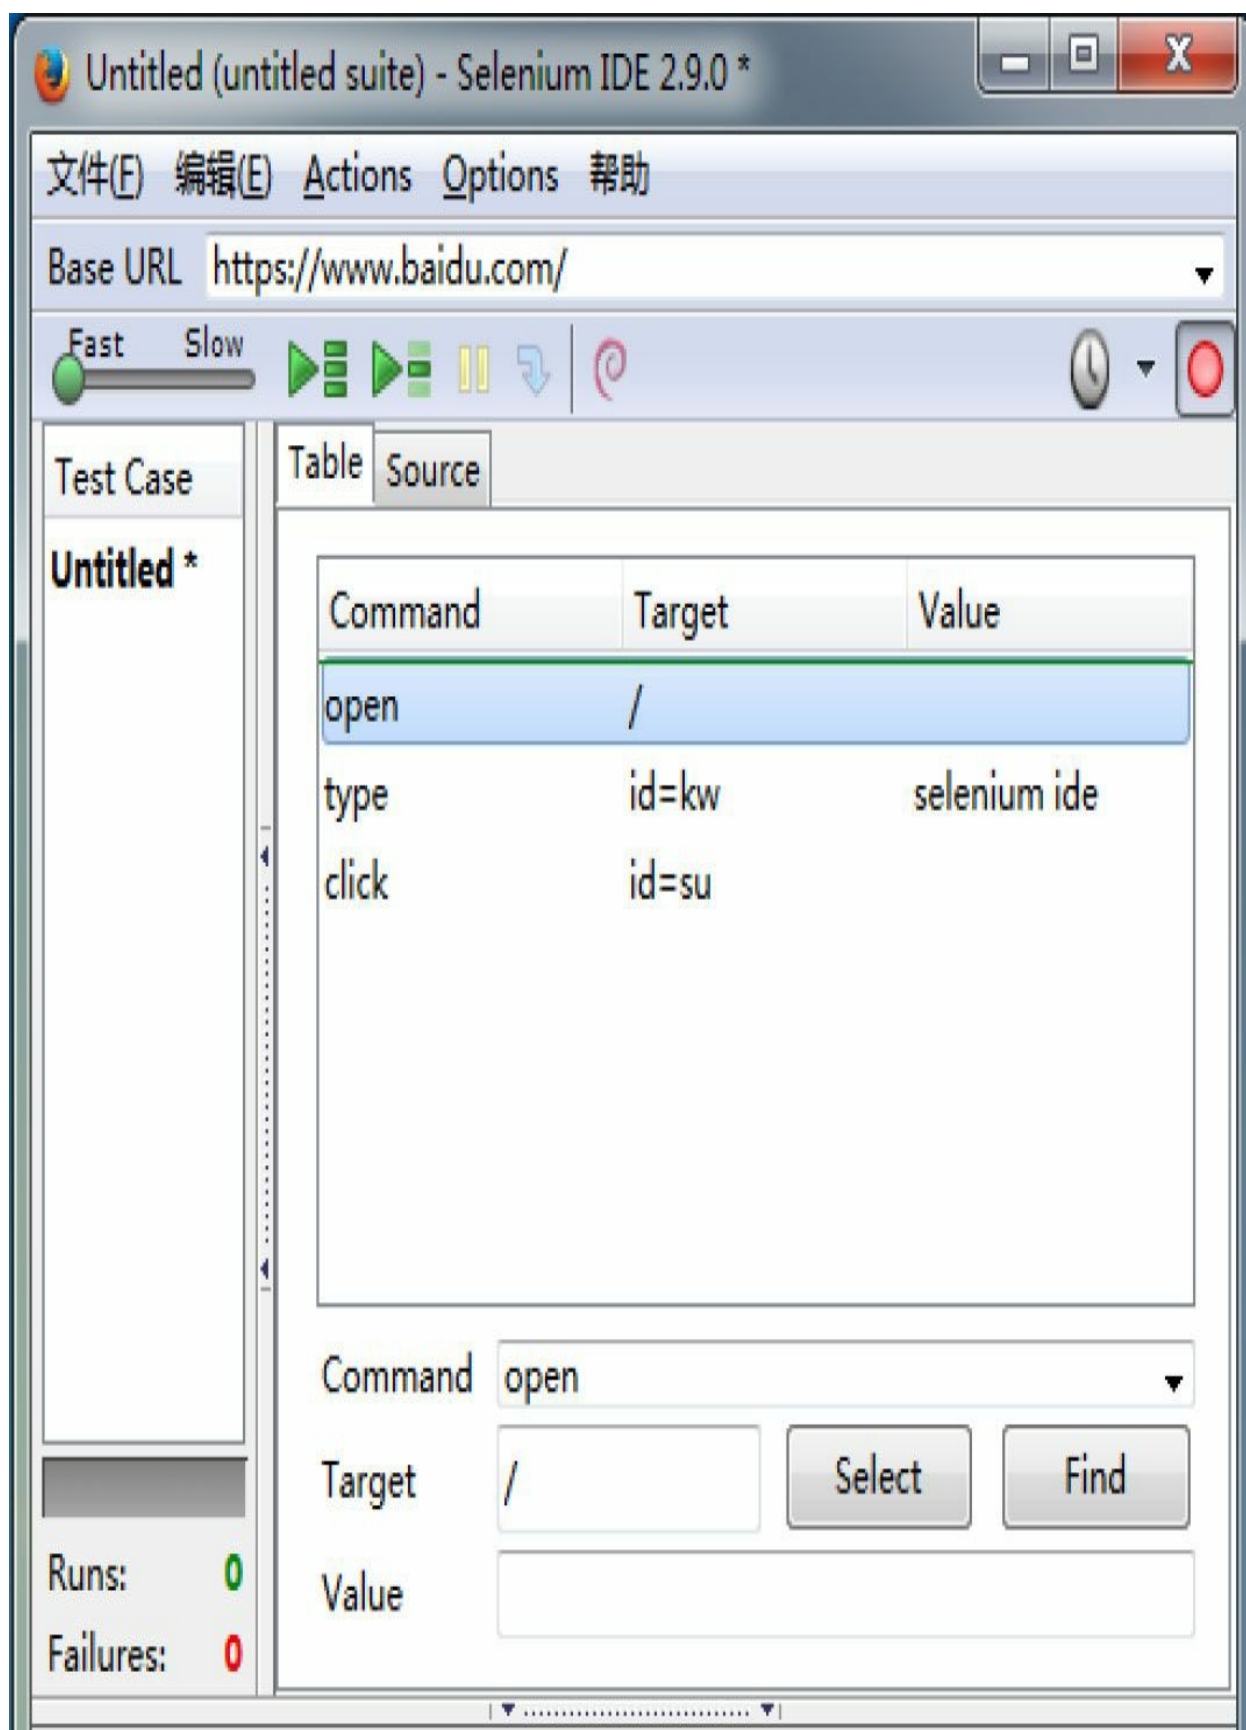 Untitled (untitled suite) - Selenium IDE 2.9.0 *
文件(F) 编辑(E) Actions Options 帮助
Base URL https://www.baidu.com/
Fast Slow
Test Case
Untitled *
Table Source
Command Target Value
open /
type id=kw selenium ide
click id=su
Command open
Target / Select Find
Value
Runs: 0
Failures: 0